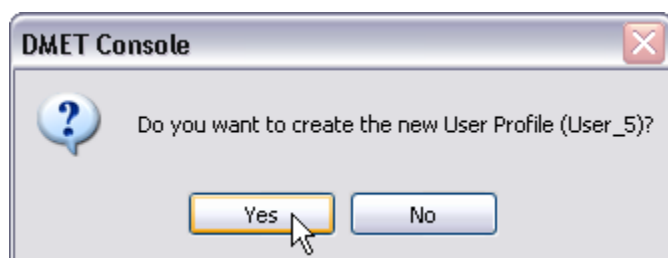 DMET Console
Do you want to create the new User Profile (User_5)?
Yes
No